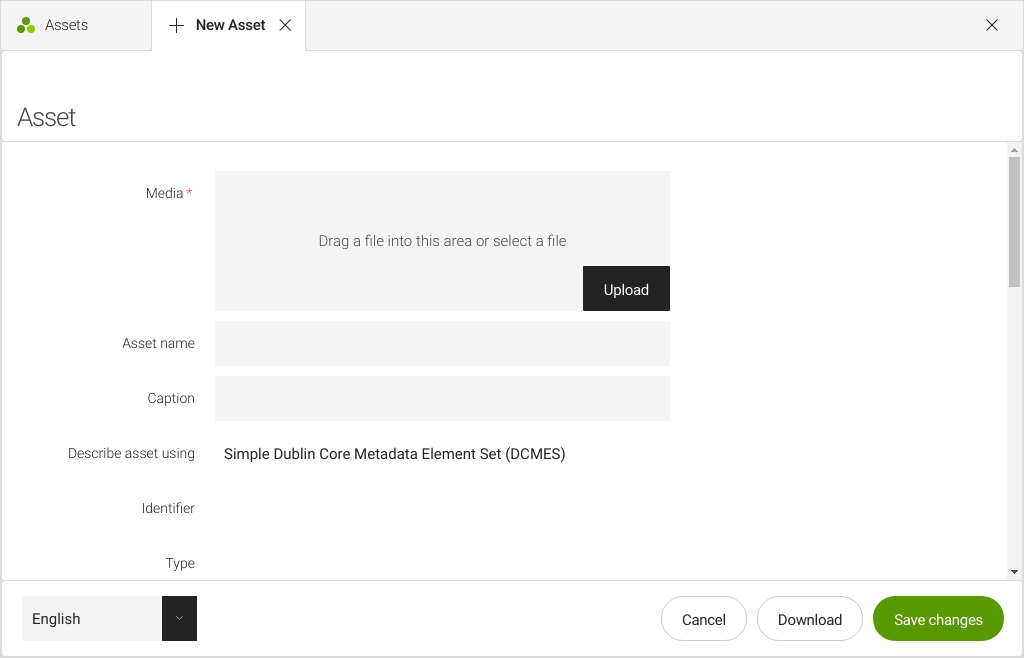 Assets
New Asset
Asset
Media *
Drag a file into this area or select a file
Upload
Asset name
Caption
Describe asset using
Simple Dublin Core Metadata Element Set (DCMES)
Identifier
Type
English
Cancel
Download
Save changes